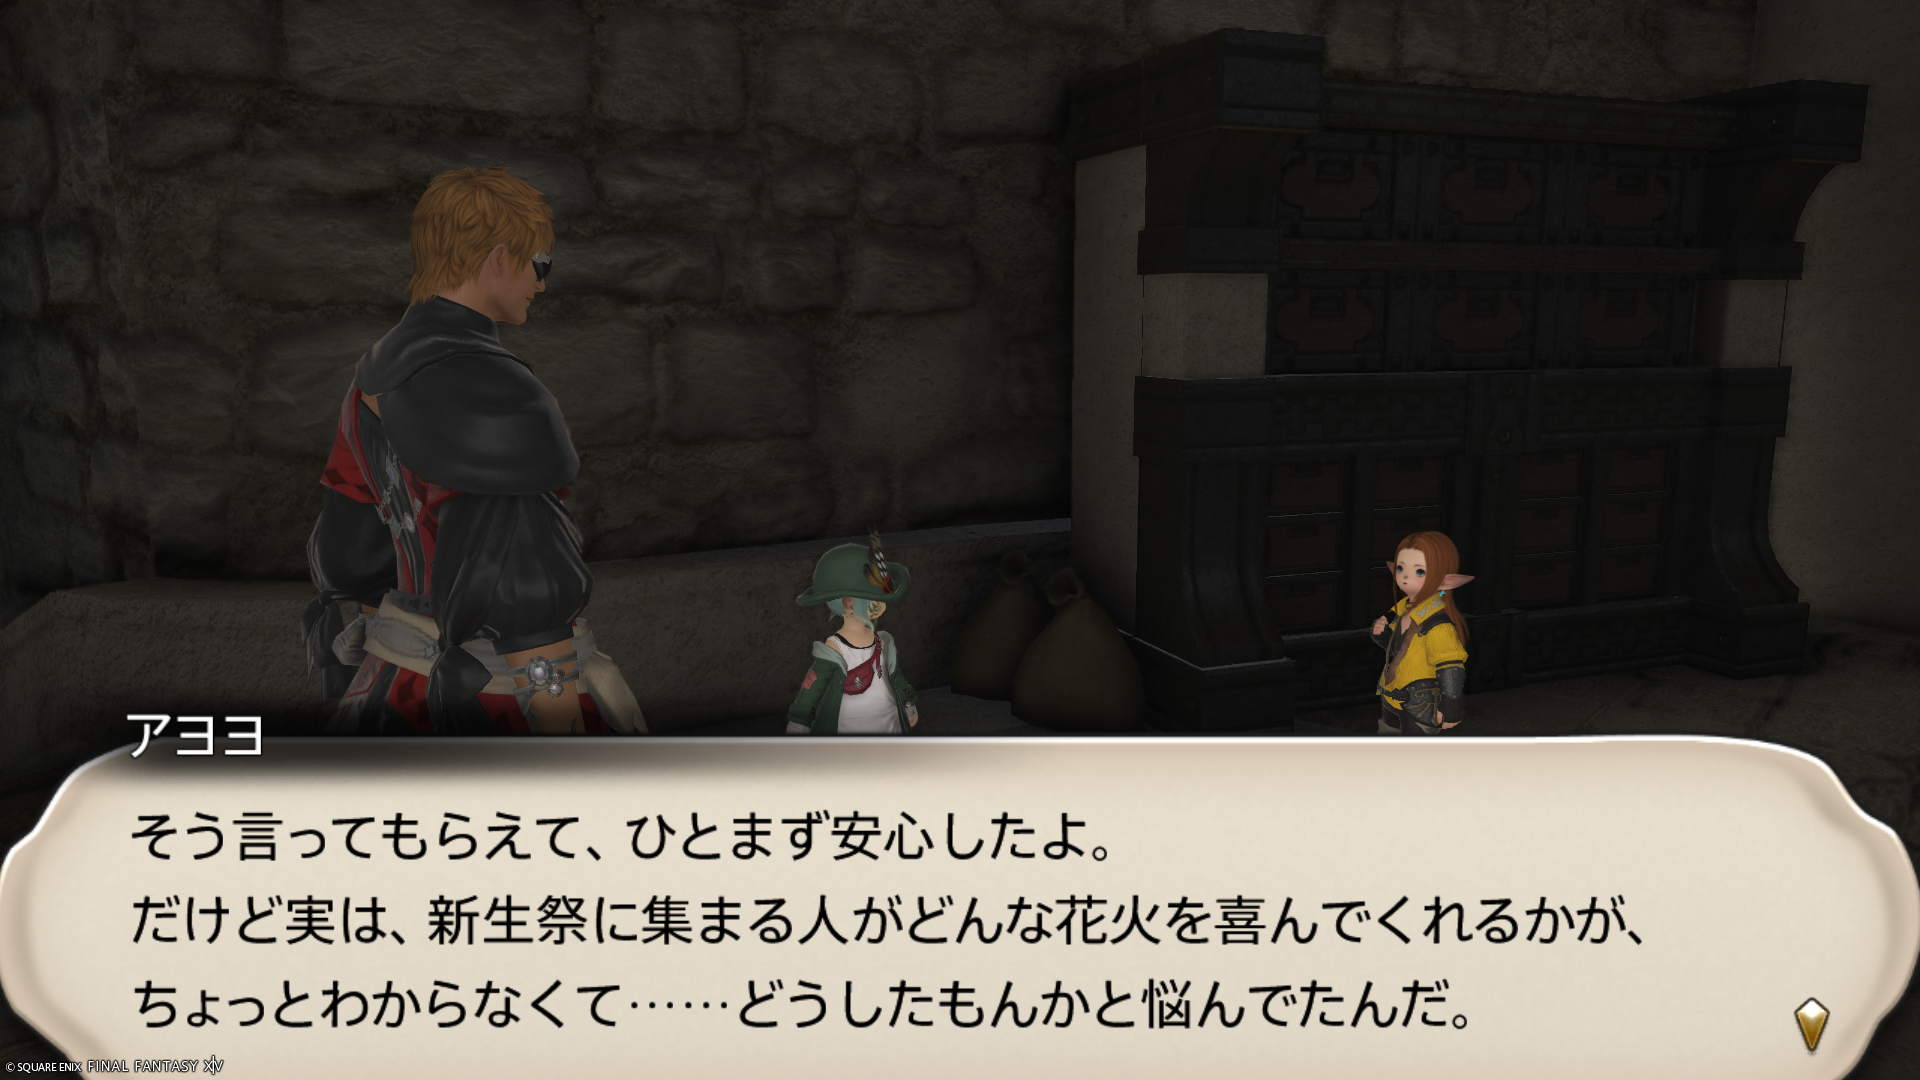 アヨヨ
そう言ってもらえて、ひとまず安心したよ。
だけど実は、新生祭に集まる人がどんな花火を喜んでくれるかが、
ちょっとわからなくて……どうしたもんかと悩んでたんだ。
© SQUARE ENIX FINAL FANTASY XIV